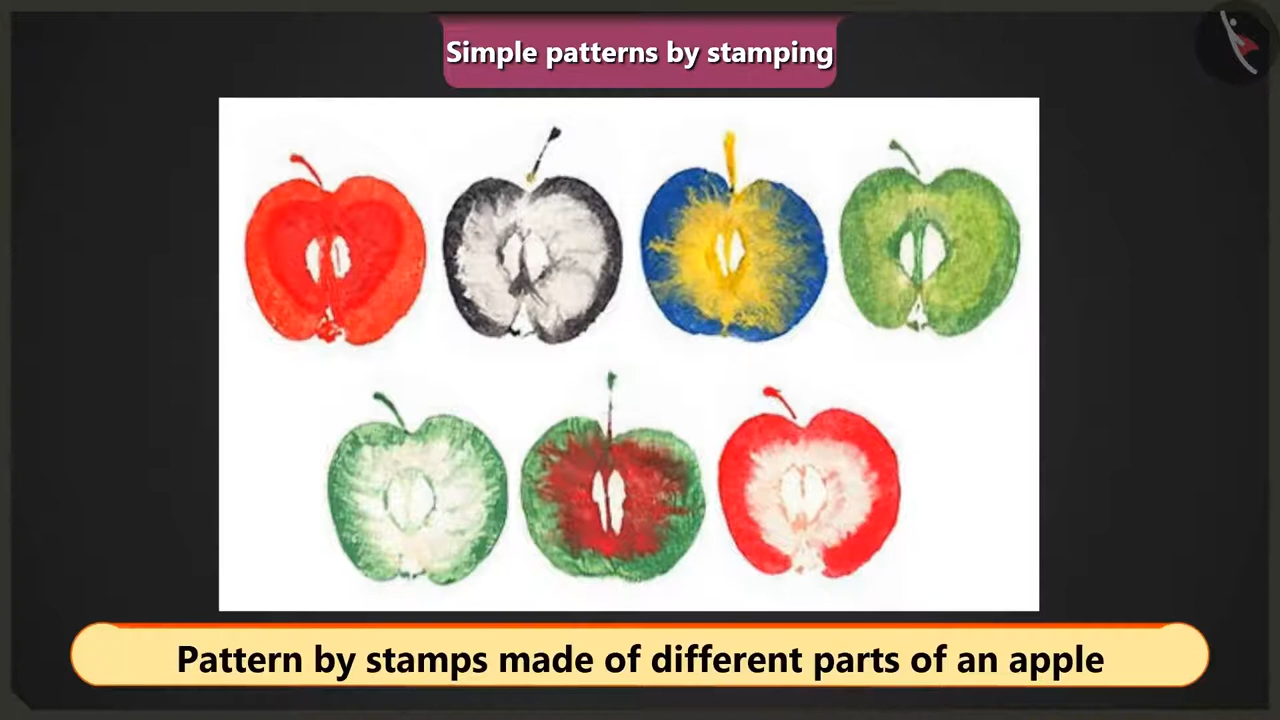 Simple patterns by stamping
Pattern by stamps made of different parts of an apple